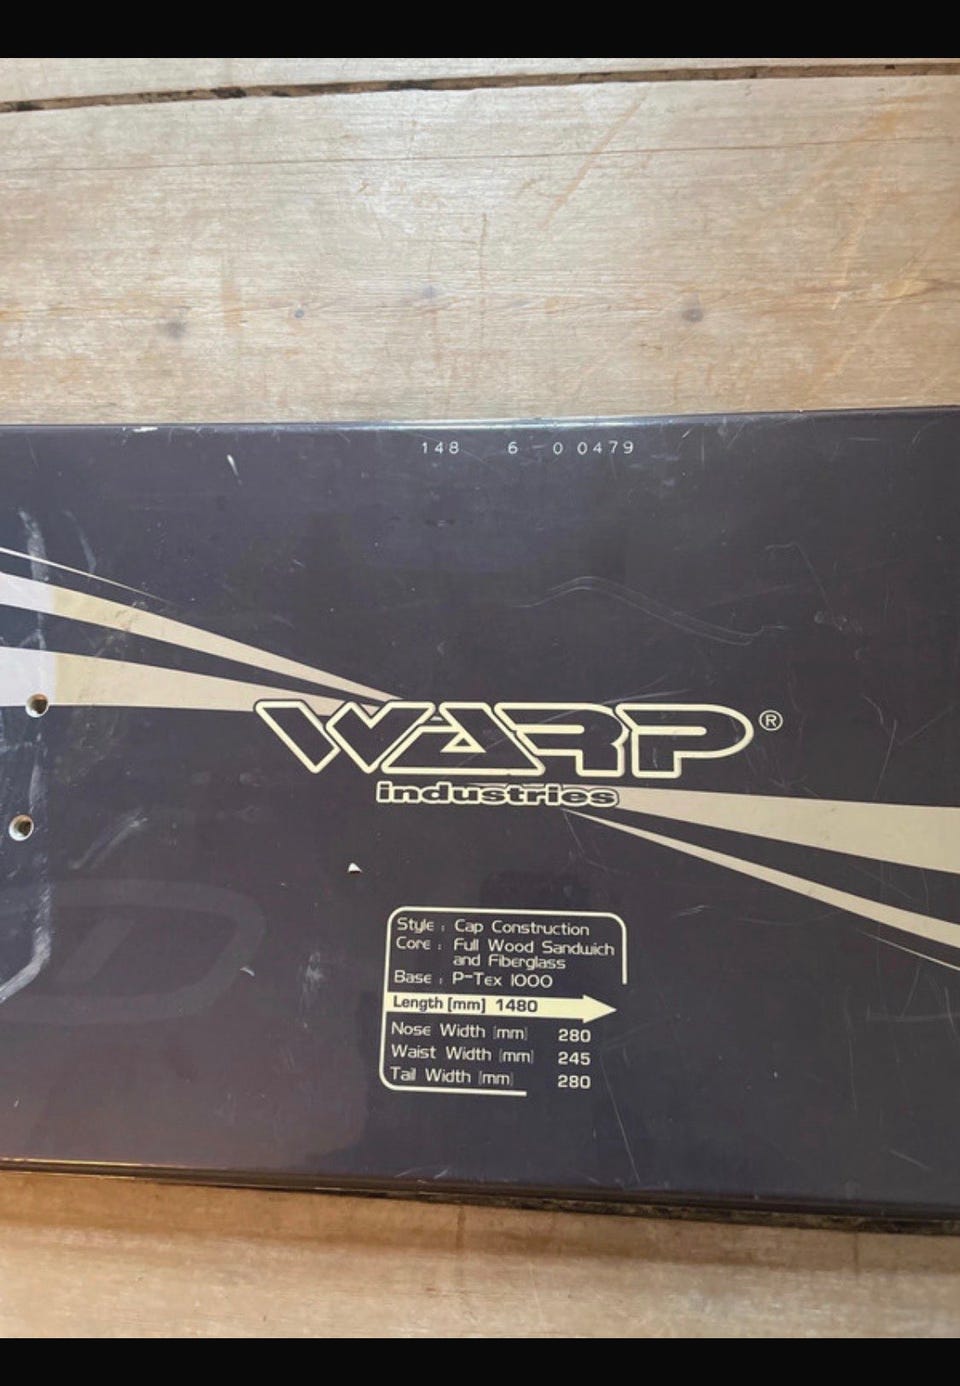 148 6 0 0479
WARP ®
industries
Style : Cap Construction
Core : Full Wood Sandwich
and Fiberglass
Base : P-Tex 1000
Length [mm] 1480
Nose Width [mm] 280
Waist Width [mm] 245
Tail Width [mm] 280